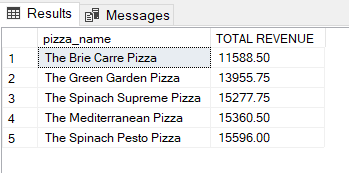 Results Messages
pizza_name TOTAL REVENUE
1 The Brie Carre Pizza 11588.50
2 The Green Garden Pizza 13955.75
3 The Spinach Supreme Pizza 15277.75
4 The Mediterranean Pizza 15360.50
5 The Spinach Pesto Pizza 15596.00